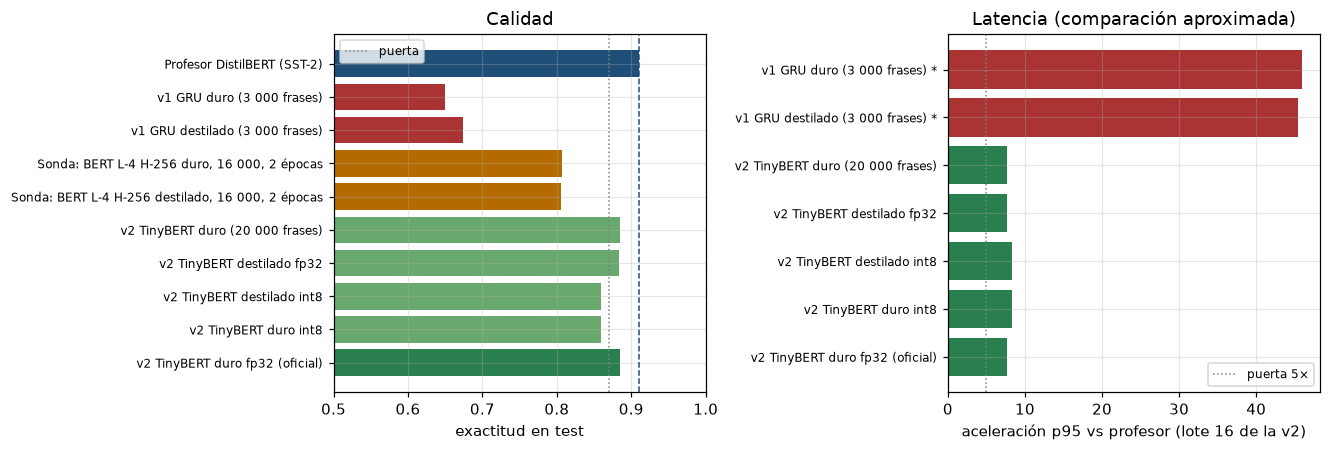 Calidad
puerta
Profesor DistilBERT (SST-2)
v1 GRU duro (3 000 frases)
v1 GRU destilado (3 000 frases)
Sonda: BERT L-4 H-256 duro, 16 000, 2 épocas
Sonda: BERT L-4 H-256 destilado, 16 000, 2 épocas
v2 TinyBERT duro (20 000 frases)
v2 TinyBERT destilado fp32
v2 TinyBERT destilado int8
v2 TinyBERT duro int8
v2 TinyBERT duro fp32 (oficial)
0.5 0.6 0.7 0.8 0.9 1.0
exactitud en test
Latencia (comparación aproximada)
v1 GRU duro (3 000 frases) *
v1 GRU destilado (3 000 frases) *
v2 TinyBERT duro (20 000 frases)
v2 TinyBERT destilado fp32
v2 TinyBERT destilado int8
v2 TinyBERT duro int8
v2 TinyBERT duro fp32 (oficial)
puerta 5×
0 10 20 30 40
aceleración p95 vs profesor (lote 16 de la v2)